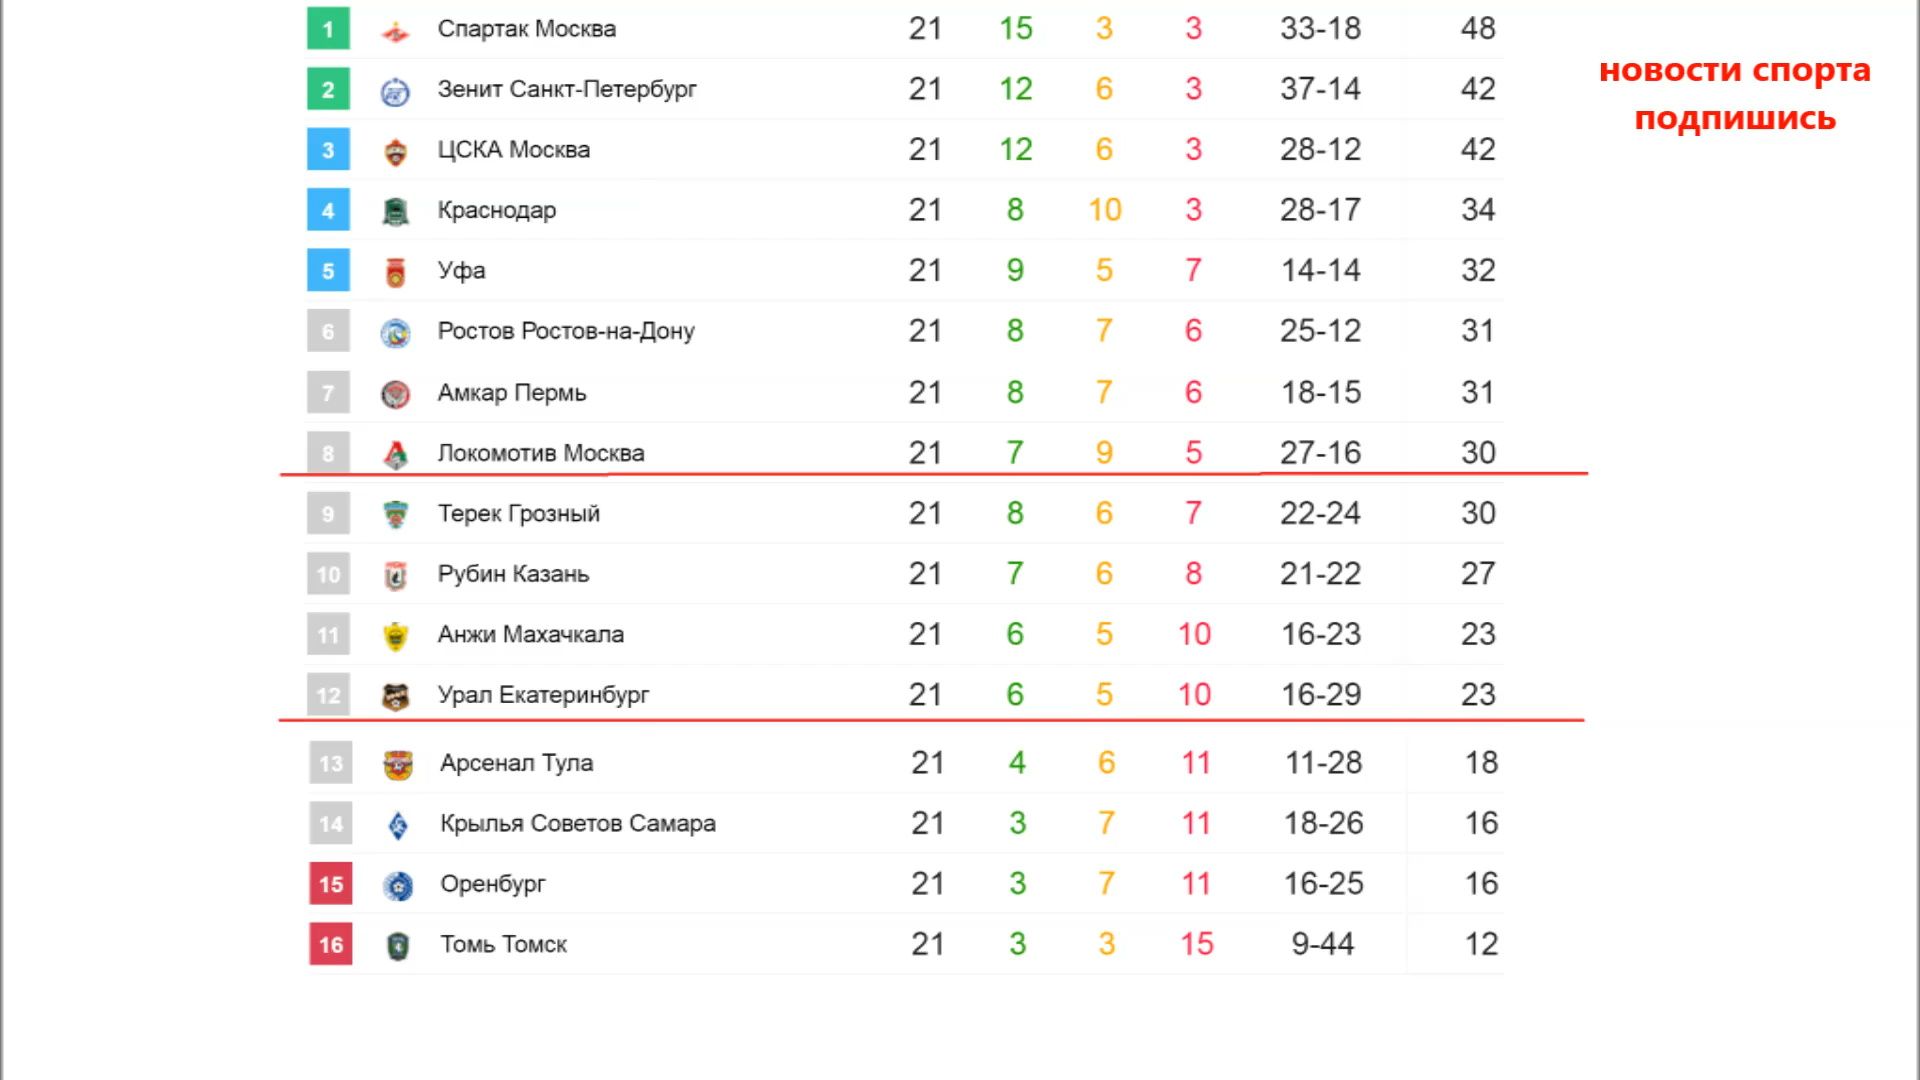 1 Спартак Москва 21 15 3 3 33-18 48
новости спорта
подпишись
2 Зенит Санкт-Петербург 21 12 6 3 37-14 42
3 ЦСКА Москва 21 12 6 3 28-12 42
4 Краснодар 21 8 10 3 28-17 34
5 Уфа 21 9 5 7 14-14 32
6 Ростов Ростов-на-Дону 21 8 7 6 25-12 31
7 Амкар Пермь 21 8 7 6 18-15 31
8 Локомотив Москва 21 7 9 5 27-16 30
9 Терек Грозный 21 8 6 7 22-24 30
10 Рубин Казань 21 7 6 8 21-22 27
11 Анжи Махачкала 21 6 5 10 16-23 23
12 Урал Екатеринбург 21 6 5 10 16-29 23
13 Арсенал Тула 21 4 6 11 11-28 18
14 Крылья Советов Самара 21 3 7 11 18-26 16
15 Оренбург 21 3 7 11 16-25 16
16 Томь Томск 21 3 3 15 9-44 12